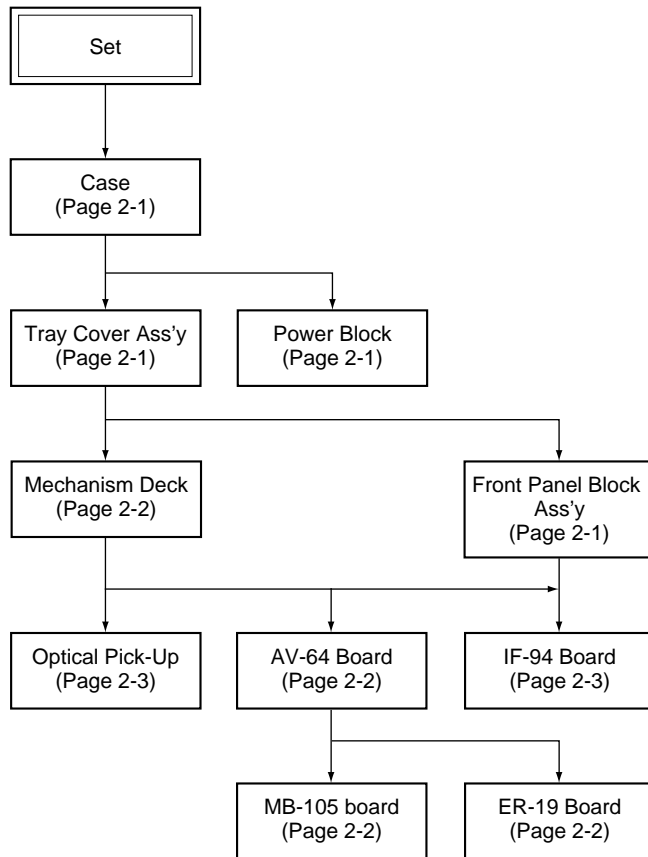 Set
Case
(Page 2-1)
Tray Cover Ass'y
(Page 2-1)
Power Block
(Page 2-1)
Mechanism Deck
(Page 2-2)
Front Panel Block
Ass'y
(Page 2-1)
Optical Pick-Up
(Page 2-3)
AV-64 Board
(Page 2-2)
IF-94 Board
(Page 2-3)
MB-105 board
(Page 2-2)
ER-19 Board
(Page 2-2)